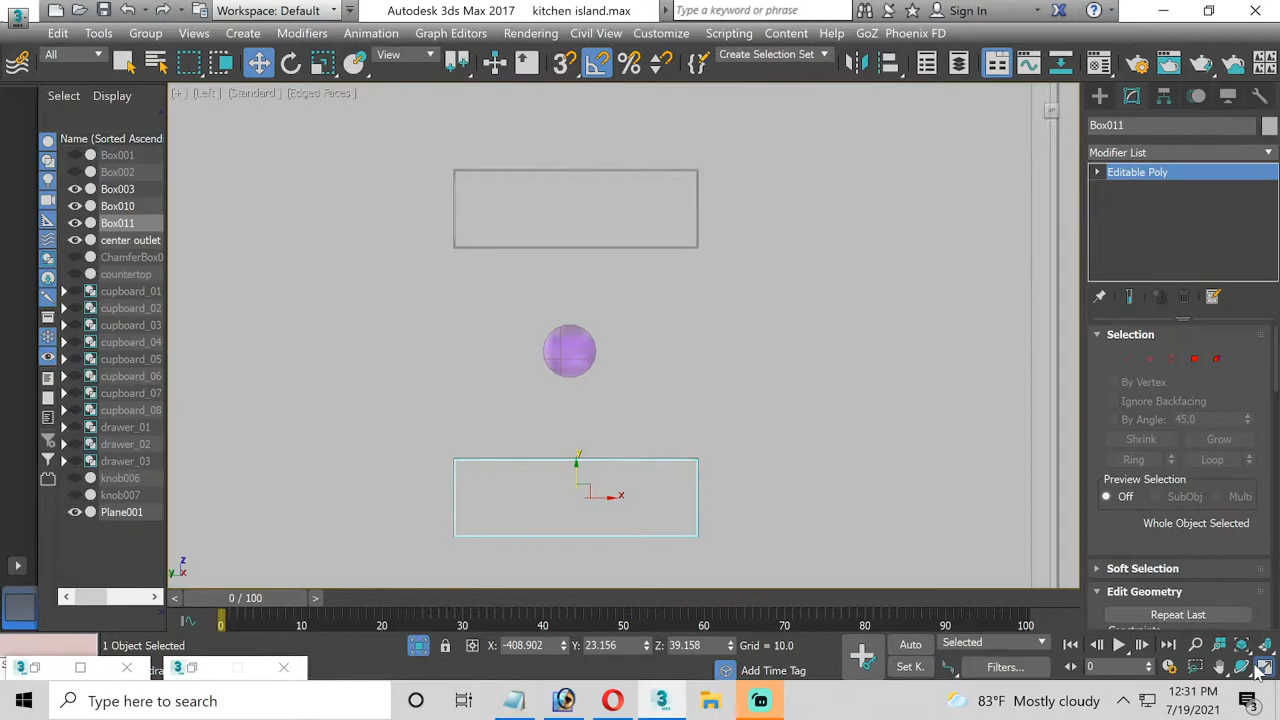 Workspace: Default
Autodesk 3ds Max 2017
kitchen island.max
Type a keyword or phrase
Sign In
Edit
Tools
Group
Views
Create
Modifiers
Animation
Graph Editors
Rendering
Civil View
Customize
Scripting
Content
Help
GoZ
Phoenix FD
All
View
Create Selection Set
Select
Display
[+] [Left] [Standard] [Edged Faces]
Name (Sorted Ascend
Box001
Box002
Box003
Box010
Box011
center outlet
ChamferBox0
countertop
cupboard_01
cupboard_02
cupboard_03
cupboard_04
cupboard_05
cupboard_06
cupboard_07
cupboard_08
drawer_01
drawer_02
drawer_03
knob006
knob007
Plane001
y
x
z
y
x
Box011
Modifier List
Editable Poly
Selection
By Vertex
Ignore Backfacing
By Angle:
45.0
Shrink
Grow
Ring
Loop
Preview Selection
Off
SubObj
Multi
Whole Object Selected
Soft Selection
Edit Geometry
Repeat Last
0 / 100
0
10
20
30
40
50
60
70
80
90
100
1 Object Selected
X: -408.902
Y: 23.156
Z: 39.158
Grid = 10.0
Add Time Tag
Auto
Selected
Set K.
Filters...
0
Type here to search
83°F Mostly cloudy
12:31 PM
7/19/2021
3